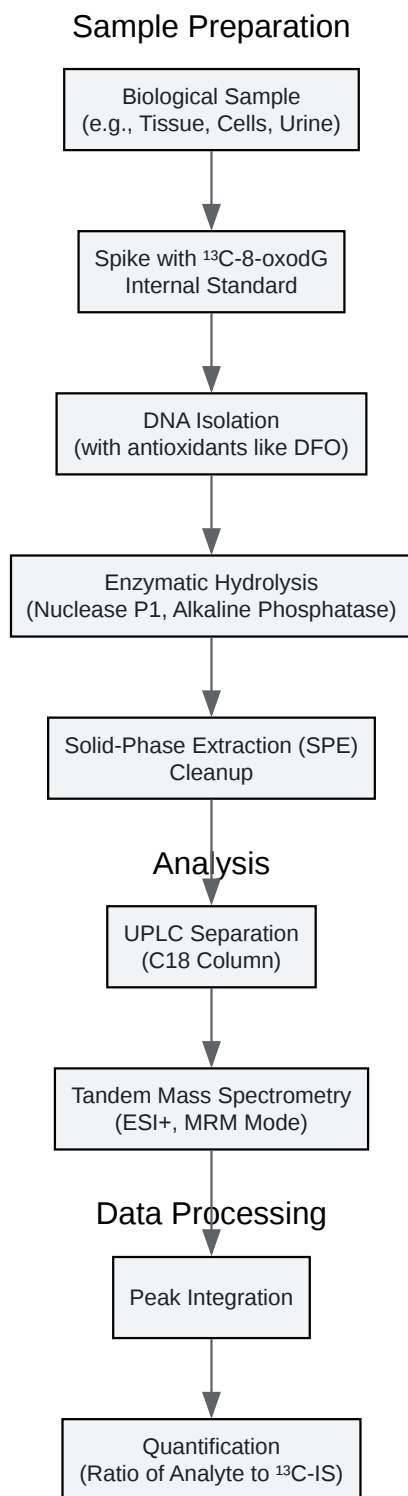 Sample Preparation
Biological Sample
(e.g., Tissue, Cells, Urine)
Spike with ¹³C-8-oxodG
Internal Standard
DNA Isolation
(with antioxidants like DFO)
Enzymatic Hydrolysis
(Nuclease P1, Alkaline Phosphatase)
Solid-Phase Extraction (SPE)
Cleanup
Analysis
UPLC Separation
(C18 Column)
Tandem Mass Spectrometry
(ESI+, MRM Mode)
Data Processing
Peak Integration
Quantification
(Ratio of Analyte to ¹³C-IS)